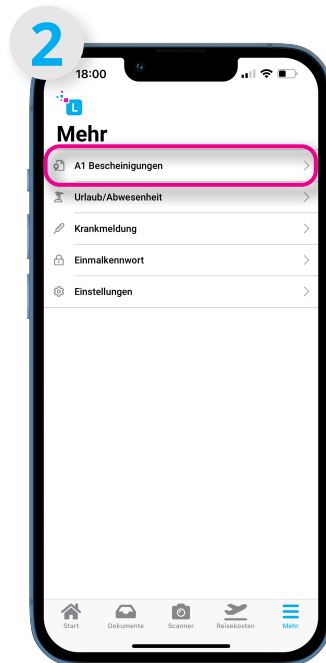 2
18:00
L
Mehr
A1 Bescheinigungen
Urlaub/Abwesenheit
Krankmeldung
Einmalkennwort
Einstellungen
Start Dokumente Scanner Reisekosten Mehr